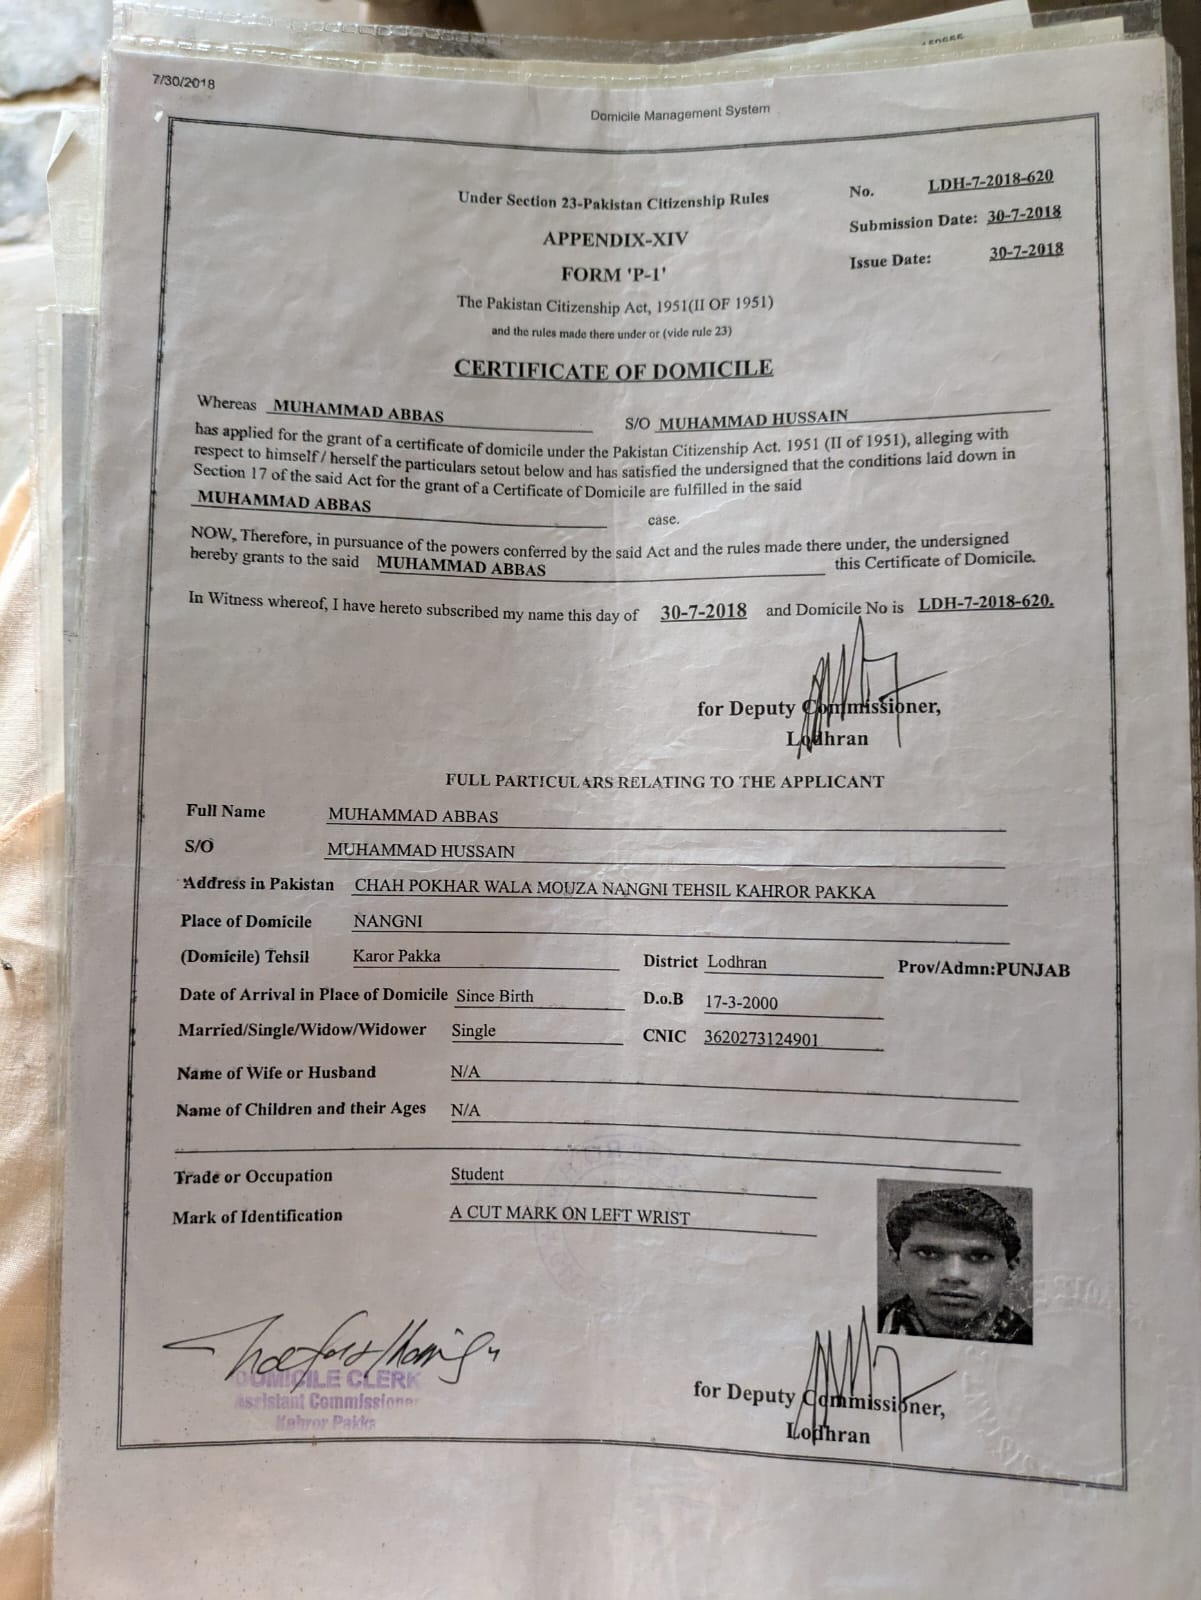 7/30/2018
Domicile Management System
No. LDH-7-2018-620
Under Section 23-Pakistan Citizenship Rules
Submission Date: 30-7-2018
APPENDIX-XIV
Issue Date: 30-7-2018
FORM 'P-1'
The Pakistan Citizenship Act, 1951(II OF 1951)
and the rules made there under or (vide rule 23)
CERTIFICATE OF DOMICILE
Whereas MUHAMMAD ABBAS S/O MUHAMMAD HUSSAIN
has applied for the grant of a certificate of domicile under the Pakistan Citizenship Act. 1951 (II of 1951), alleging with
respect to himself / herself the particulars setout below and has satisfied the undersigned that the conditions laid down in
Section 17 of the said Act for the grant of a Certificate of Domicile are fulfilled in the said
MUHAMMAD ABBAS case.
NOW, Therefore, in pursuance of the powers conferred by the said Act and the rules made there under, the undersigned
hereby grants to the said MUHAMMAD ABBAS this Certificate of Domicile.
In Witness whereof, I have hereto subscribed my name this day of 30-7-2018 and Domicile No is LDH-7-2018-620.
for Deputy Commissioner,
Lodhran
FULL PARTICULARS RELATING TO THE APPLICANT
Full Name MUHAMMAD ABBAS
S/O MUHAMMAD HUSSAIN
Address in Pakistan CHAH POKHAR WALA MOUZA NANGNI TEHSIL KAHROR PAKKA
Place of Domicile NANGNI
(Domicile) Tehsil Karor Pakka District Lodhran Prov/Admn:PUNJAB
Date of Arrival in Place of Domicile Since Birth D.o.B 17-3-2000
Married/Single/Widow/Widower Single CNIC 3620273124901
Name of Wife or Husband N/A
Name of Children and their Ages N/A
Trade or Occupation Student
Mark of Identification A CUT MARK ON LEFT WRIST
DOMICILE CLERK
Assistant Commissioner
Kahror Pakka
for Deputy Commissioner,
Lodhran